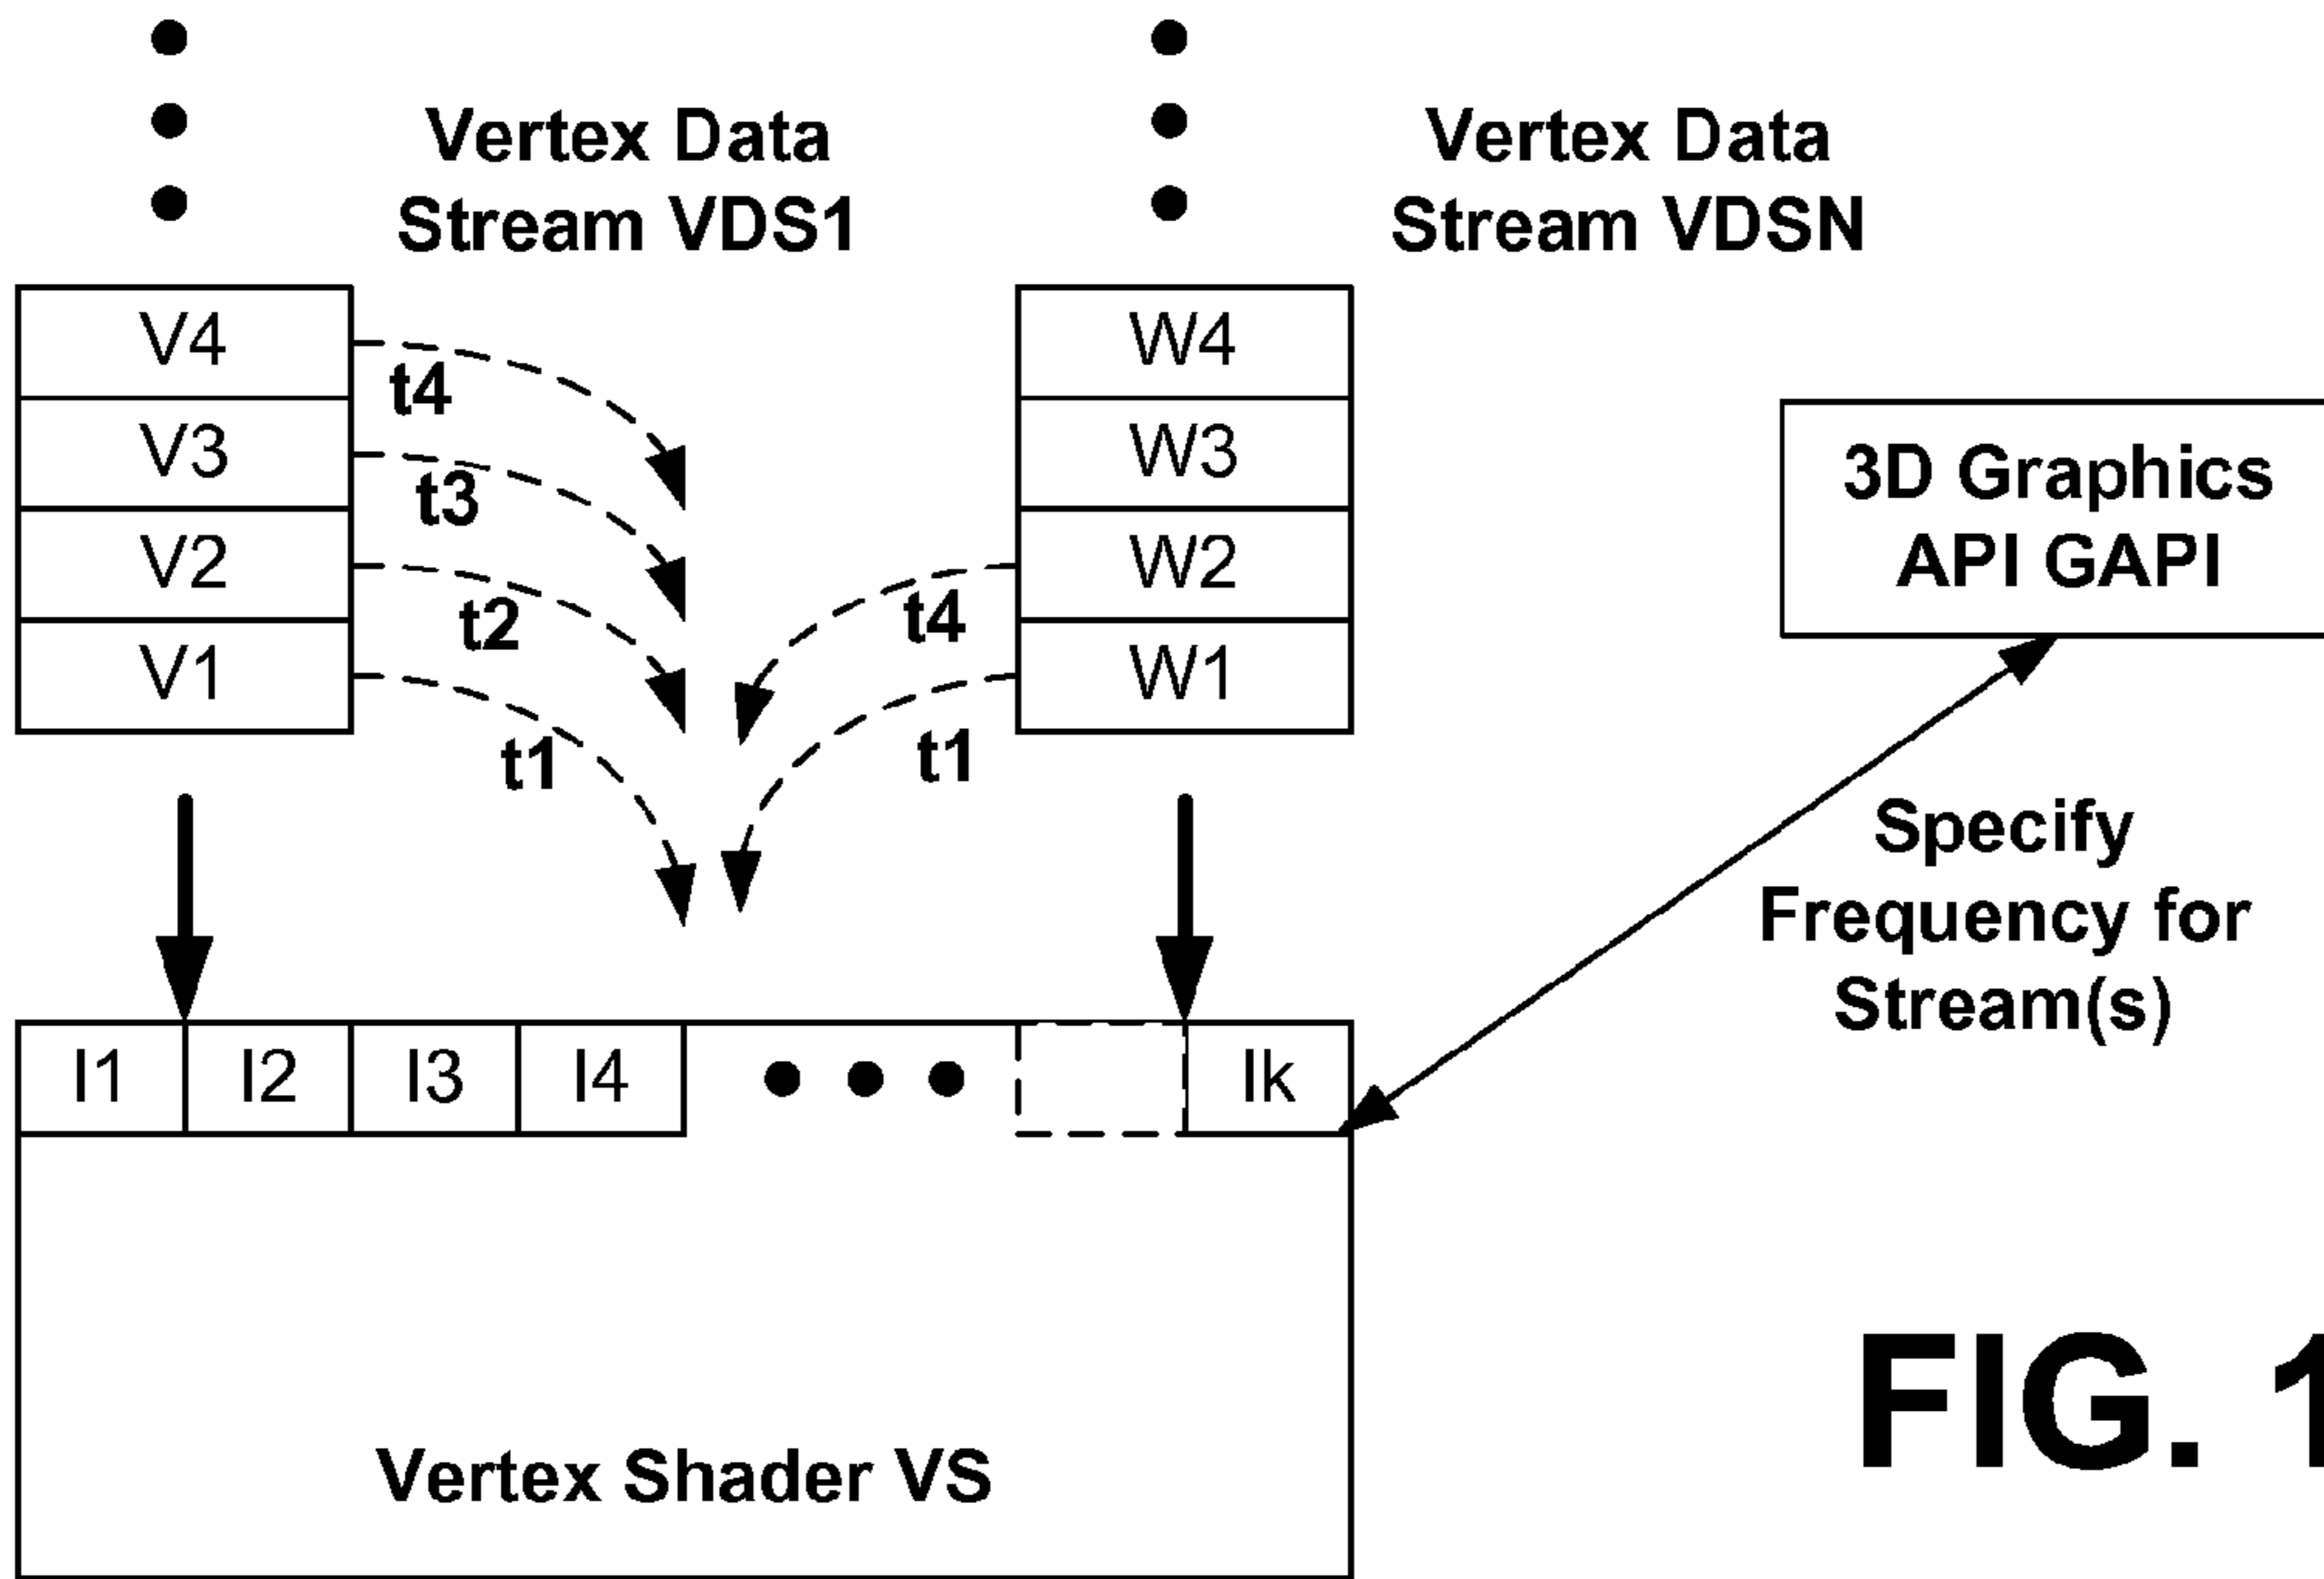 Vertex Data
Stream VDS1
Vertex Data
Stream VDSN
V4
V3
V2
V1
t4
t3
t2
t1
W4
W3
W2
W1
t4
t1
3D Graphics
API GAPI
Specify
Frequency for
Stream(s)
I1 I2 I3 I4 Ik
Vertex Shader VS
FIG. 1